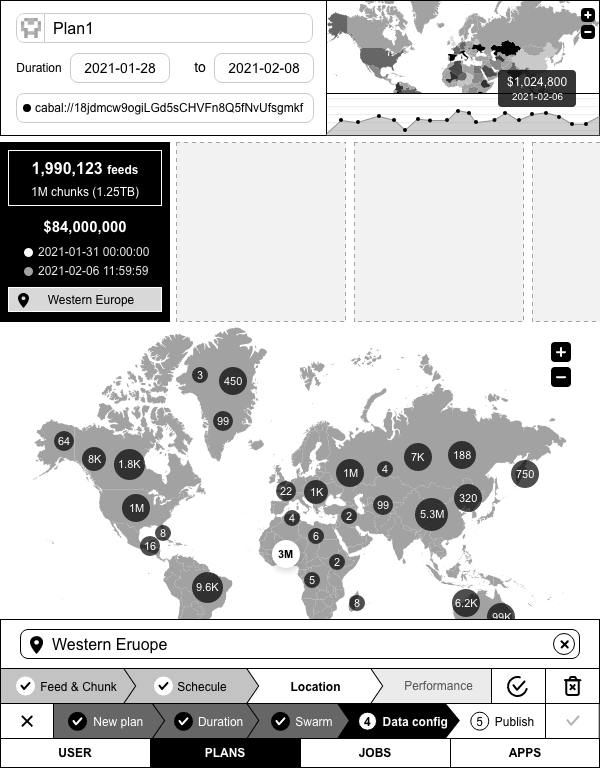 Plan1
Duration 2021-01-28 to 2021-02-08
cabal://18jdmcw9ogiLGd5sCHVFn8Q5fNvUfsgmkf
$1,024,800
2021-02-06
1,990,123 feeds
1M chunks (1.25TB)
$84,000,000
2021-01-31 00:00:00
2021-02-06 11:59:59
Western Europe
3
450
99
64
8K
1.8K
1M
8
16
9.6K
22
1K
1M
4
7K
188
750
320
99
5.3M
2
4
6
3M
2
5
8
6.2K
99K
Western Eruope
Feed & Chunk
Schecule
Location
Performance
New plan
Duration
Swarm
4 Data config
5 Publish
USER
PLANS
JOBS
APPS